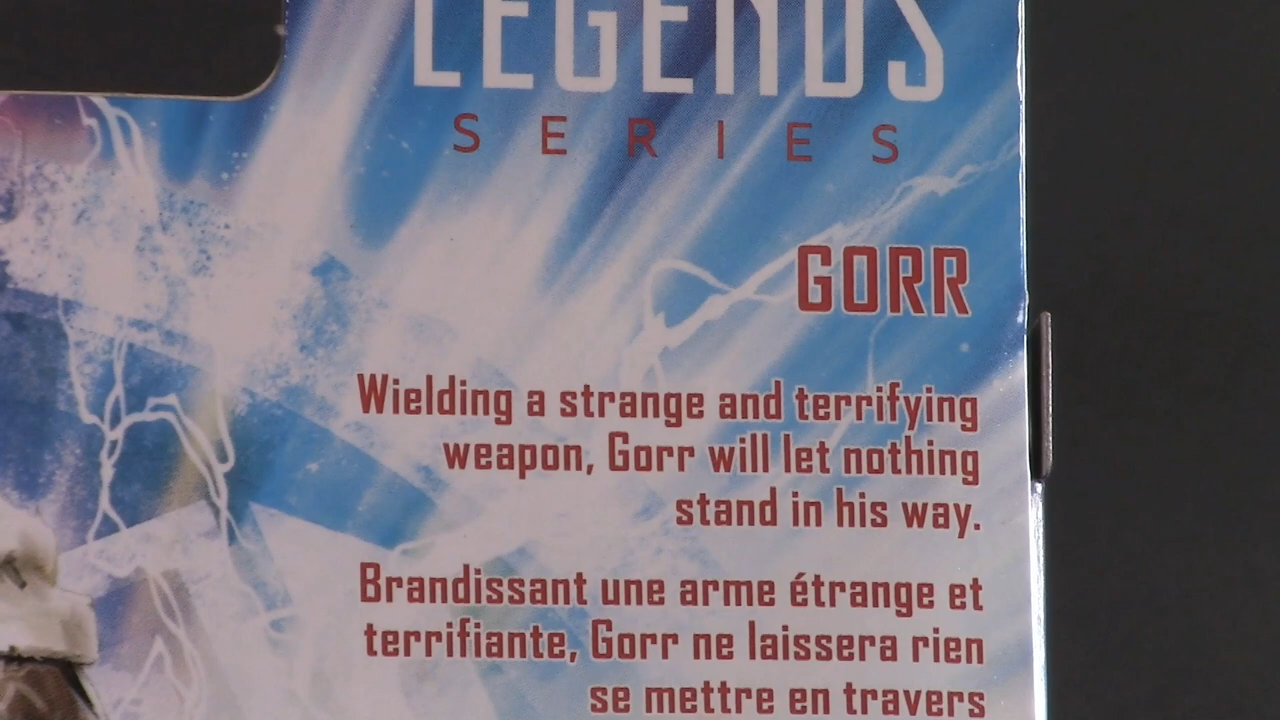 LEGENDS
SERIES
GORR
Wielding a strange and terrifying
weapon, Gorr will let nothing
stand in his way.
Brandissant une arme étrange et
terrifiante, Gorr ne laissera rien
se mettre en travers